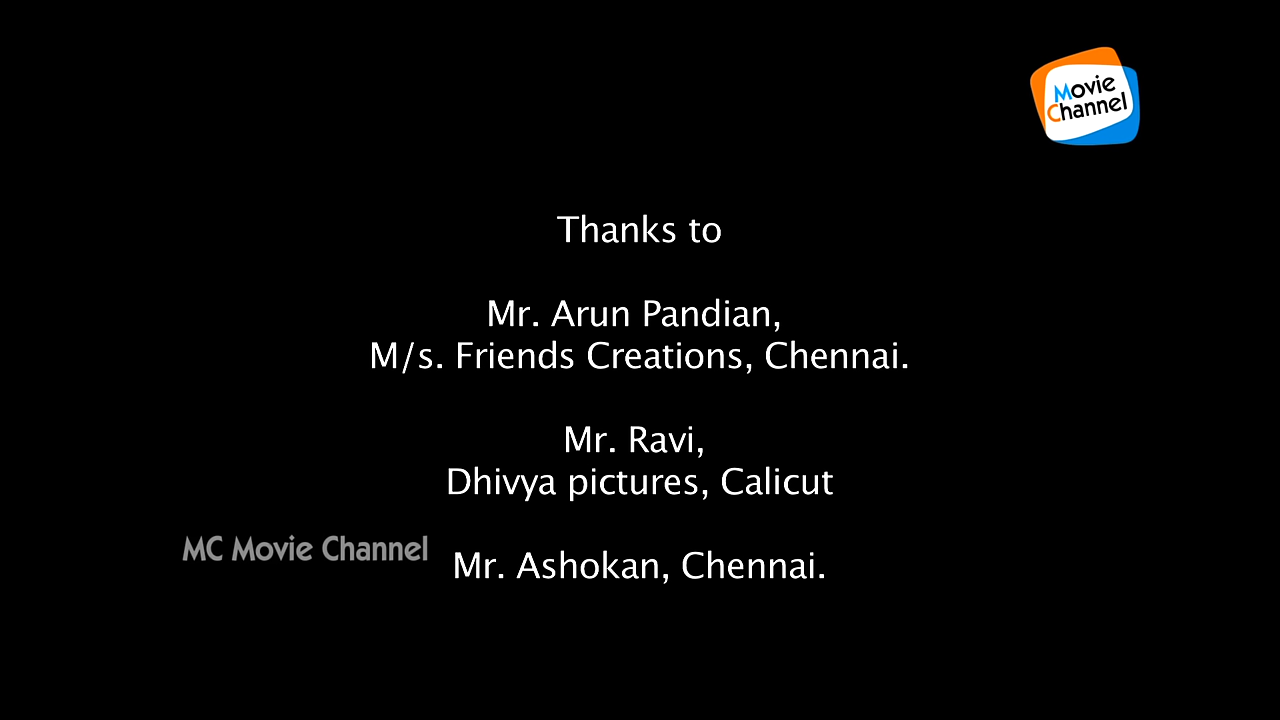 Movie
Channel
Thanks to
Mr. Arun Pandian,
M/s. Friends Creations, Chennai.
Mr. Ravi,
Dhivya pictures, Calicut
MC Movie Channel
Mr. Ashokan, Chennai.